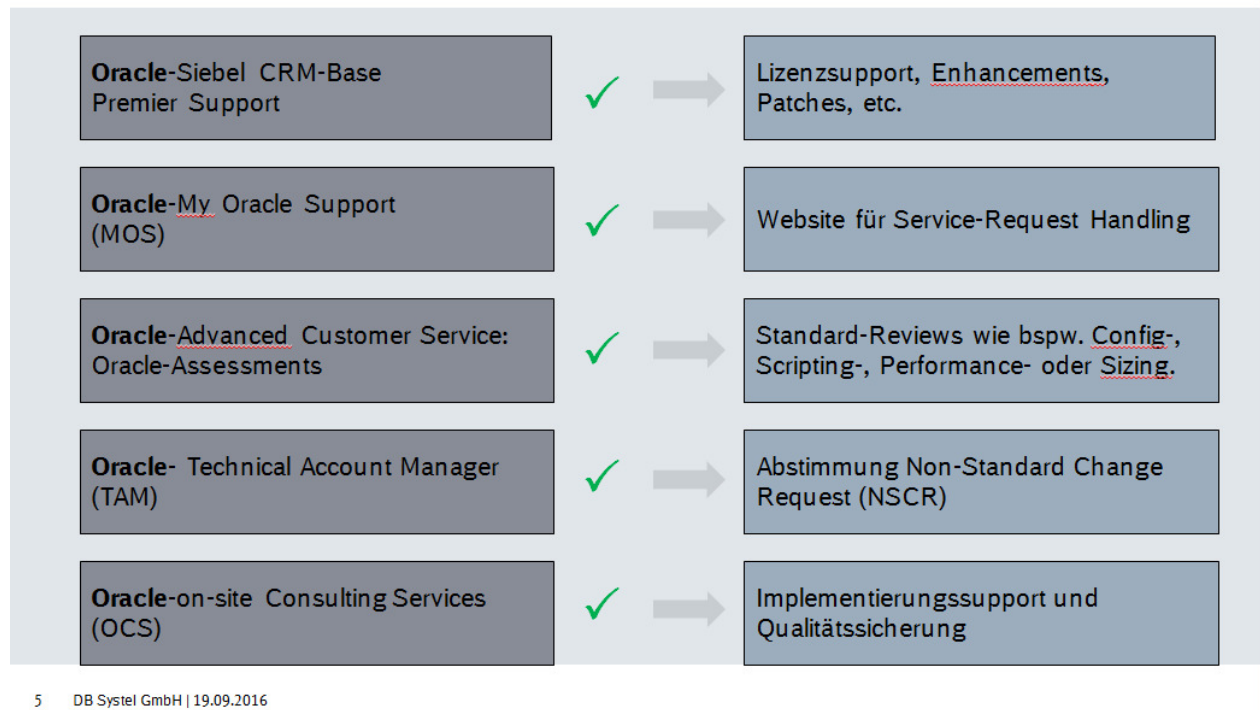 Oracle-Siebel CRM-Base
Premier Support
Lizenzsupport, Enhancements,
Patches, etc.
Oracle-My Oracle Support
(MOS)
Website für Service-Request Handling
Oracle-Advanced Customer Service:
Oracle-Assessments
Standard-Reviews wie bspw. Config-,
Scripting-, Performance- oder Sizing.
Oracle- Technical Account Manager
(TAM)
Abstimmung Non-Standard Change
Request (NSCR)
Oracle-on-site Consulting Services
(OCS)
Implementierungssupport und
Qualitätssicherung
5 DB Systel GmbH | 19.09.2016